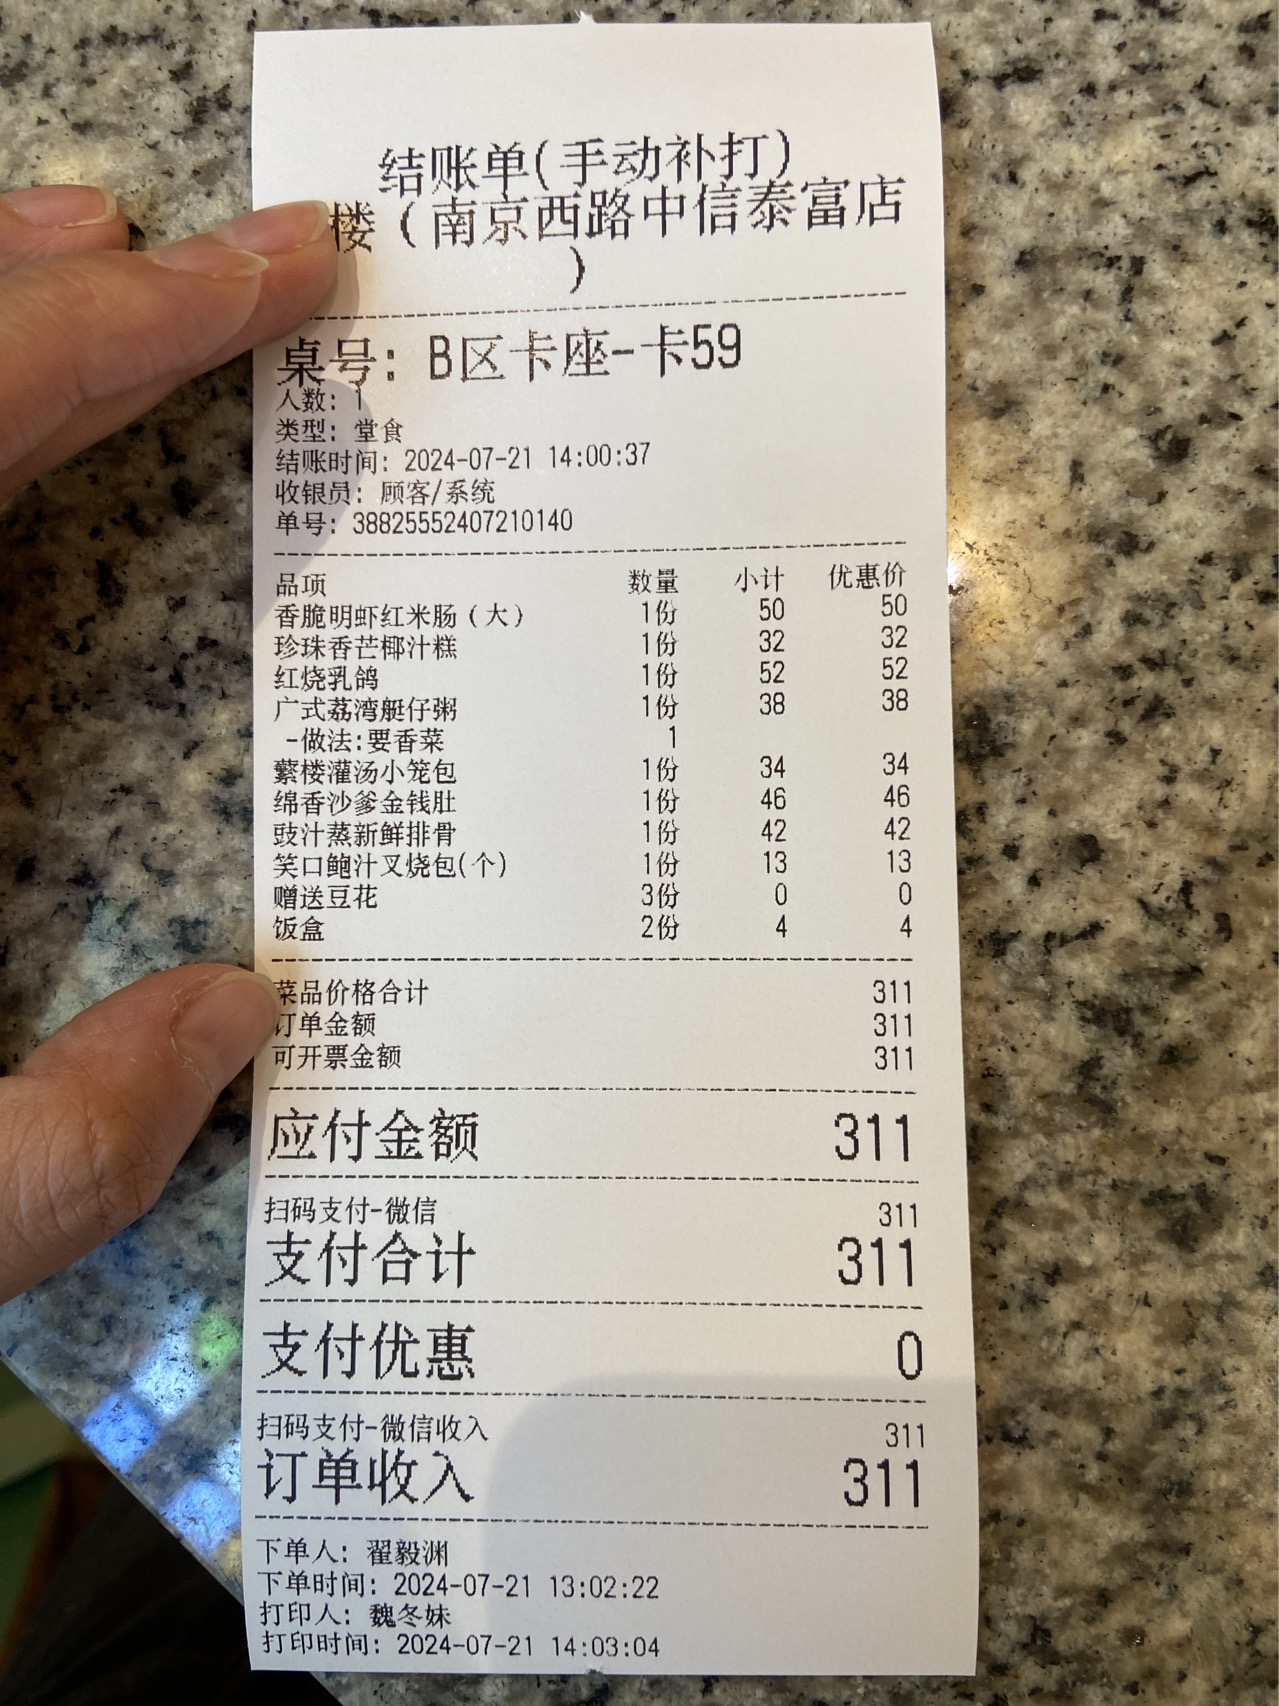 结账单(手动补打)
楼（南京西路中信泰富店
）
桌号: B区卡座-卡59
人数: 1
类型: 堂食
结账时间: 2024-07-21 14:00:37
收银员: 顾客/系统
单号: 38825552407210140
品项 数量 小计 优惠价
香脆明虾红米肠（大） 1份 50 50
珍珠香芒椰汁糕 1份 32 32
红烧乳鸽 1份 52 52
广式荔湾艇仔粥 1份 38 38
-做法:要香菜 1
蘩楼灌汤小笼包 1份 34 34
绵香沙爹金钱肚 1份 46 46
豉汁蒸新鲜排骨 1份 42 42
笑口鲍汁叉烧包(个) 1份 13 13
赠送豆花 3份 0 0
饭盒 2份 4 4
菜品价格合计 311
订单金额 311
可开票金额 311
应付金额 311
扫码支付-微信 311
支付合计 311
支付优惠 0
扫码支付-微信收入 311
订单收入 311
下单人: 翟毅渊
下单时间: 2024-07-21 13:02:22
打印人: 魏冬妹
打印时间: 2024-07-21 14:03:04